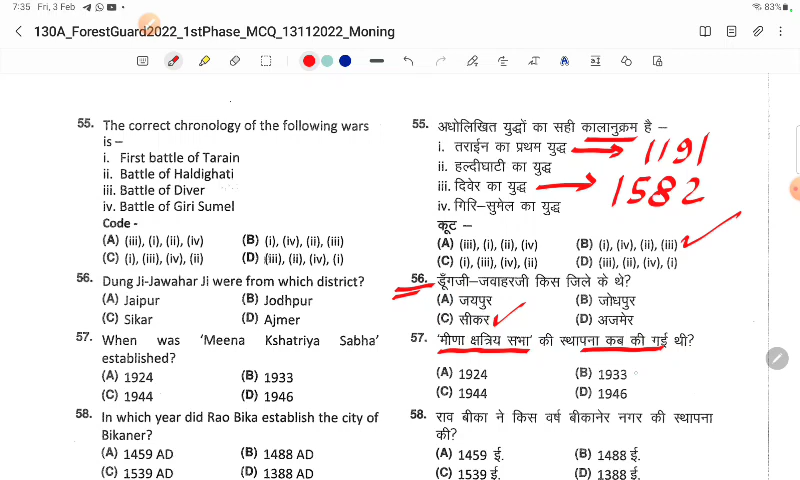 7:35 Fri, 3 Feb
83%
130A_ForestGuard2022_1stPhase_MCQ_13112022_Moning
55. The correct chronology of the following wars
is –
i. First battle of Tarain
ii. Battle of Haldighati
iii. Battle of Diver
iv. Battle of Giri Sumel
Code -
(A) (iii), (i), (ii), (iv) (B) (i), (iv), (ii), (iii)
(C) (i), (iii), (iv), (ii) (D) (iii), (ii), (iv), (i)
56. Dung Ji-Jawahar Ji were from which district?
(A) Jaipur (B) Jodhpur
(C) Sikar (D) Ajmer
57. When was 'Meena Kshatriya Sabha'
established?
(A) 1924 (B) 1933
(C) 1944 (D) 1946
58. In which year did Rao Bika establish the city of
Bikaner?
(A) 1459 AD (B) 1488 AD
(C) 1539 AD (D) 1388 AD
55. अधोलिखित युद्धों का सही कालानुक्रम है –
i. तराईन का प्रथम युद्ध 1191
ii. हल्दीघाटी का युद्ध
iii. दिवेर का युद्ध 1582
iv. गिरि–सुमेल का युद्ध
कूट -
(A) (iii), (i), (ii), (iv) (B) (i), (iv), (ii), (iii)
(C) (i), (iii), (iv), (ii) (D) (iii), (ii), (iv), (i)
56. डूँगजी–जवाहरजी किस जिले के थे?
(A) जयपुर (B) जोधपुर
(C) सीकर (D) अजमेर
57. 'मीणा क्षत्रिय सभा' की स्थापना कब की गई थी?
(A) 1924 (B) 1933
(C) 1944 (D) 1946
58. राव बीका ने किस वर्ष बीकानेर नगर की स्थापना
की?
(A) 1459 ई. (B) 1488 ई.
(C) 1539 ई. (D) 1388 ई.